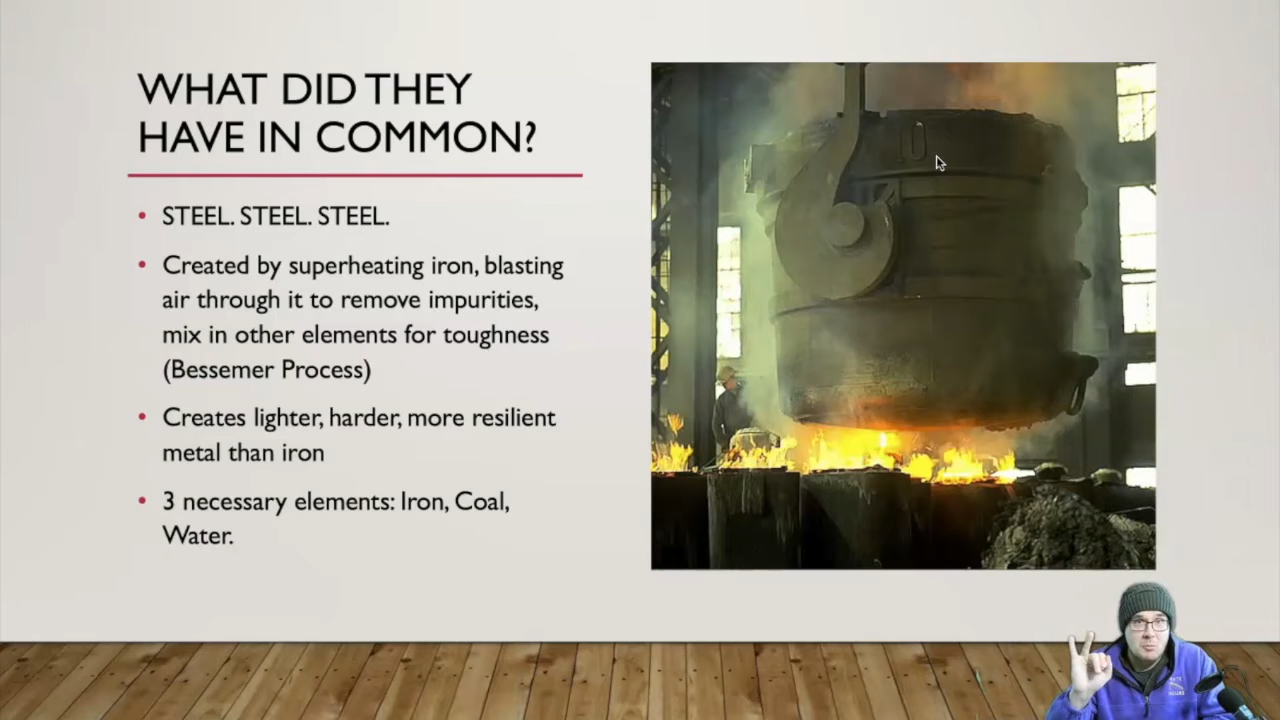 WHAT DID THEY
HAVE IN COMMON?
• STEEL. STEEL. STEEL.
• Created by superheating iron, blasting
air through it to remove impurities,
mix in other elements for toughness
(Bessemer Process)
• Creates lighter, harder, more resilient
metal than iron
• 3 necessary elements: Iron, Coal,
Water.
10